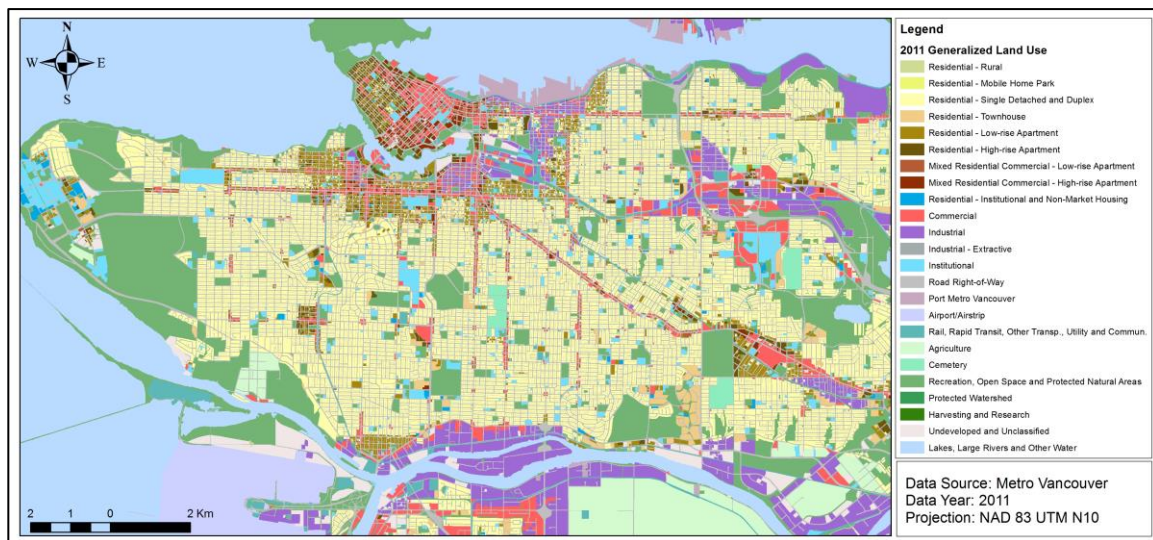 N
W E
S
2 1 0 2 Km
Legend
2011 Generalized Land Use
Residential - Rural
Residential - Mobile Home Park
Residential - Single Detached and Duplex
Residential - Townhouse
Residential - Low-rise Apartment
Residential - High-rise Apartment
Mixed Residential Commercial - Low-rise Apartment
Mixed Residential Commercial - High-rise Apartment
Residential - Institutional and Non-Market Housing
Commercial
Industrial
Industrial - Extractive
Institutional
Road Right-of-Way
Port Metro Vancouver
Airport/Airstrip
Rail, Rapid Transit, Other Transp., Utility and Commun.
Agriculture
Cemetery
Recreation, Open Space and Protected Natural Areas
Protected Watershed
Harvesting and Research
Undeveloped and Unclassified
Lakes, Large Rivers and Other Water
Data Source: Metro Vancouver
Data Year: 2011
Projection: NAD 83 UTM N10